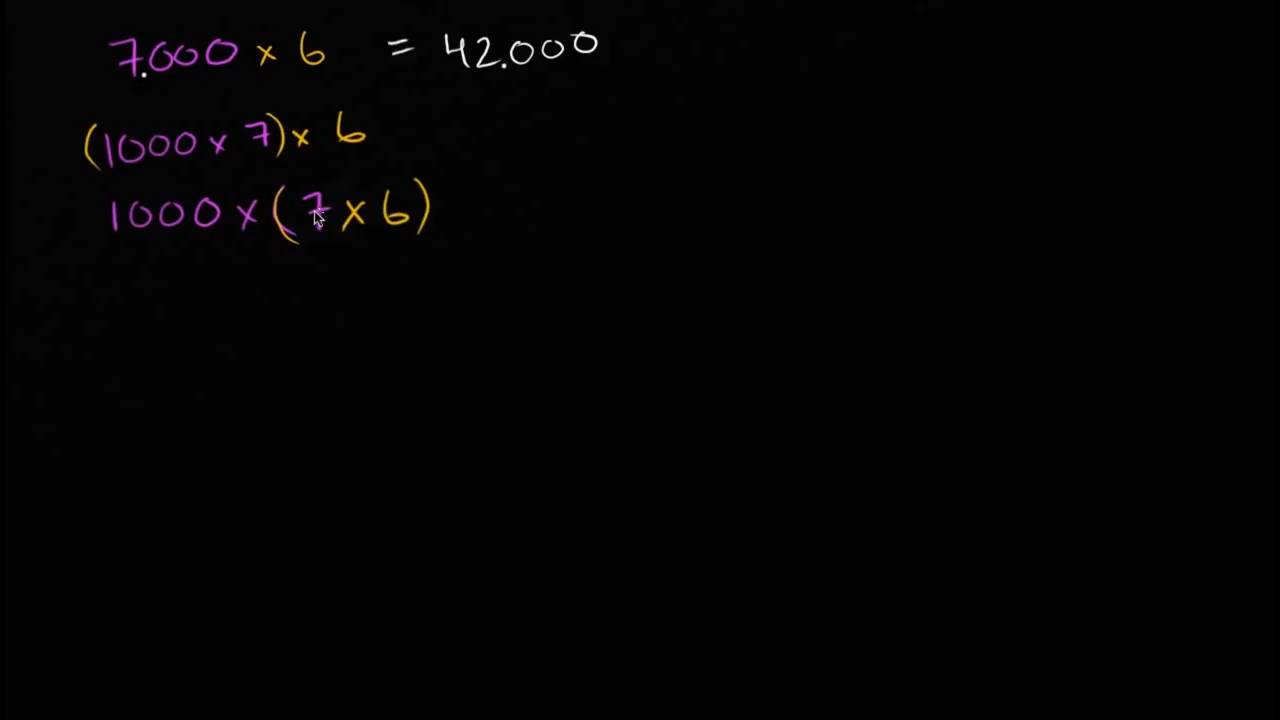 7.000 × 6 = 42.000
(1000 × 7) × 6
1000 × (7 × 6)